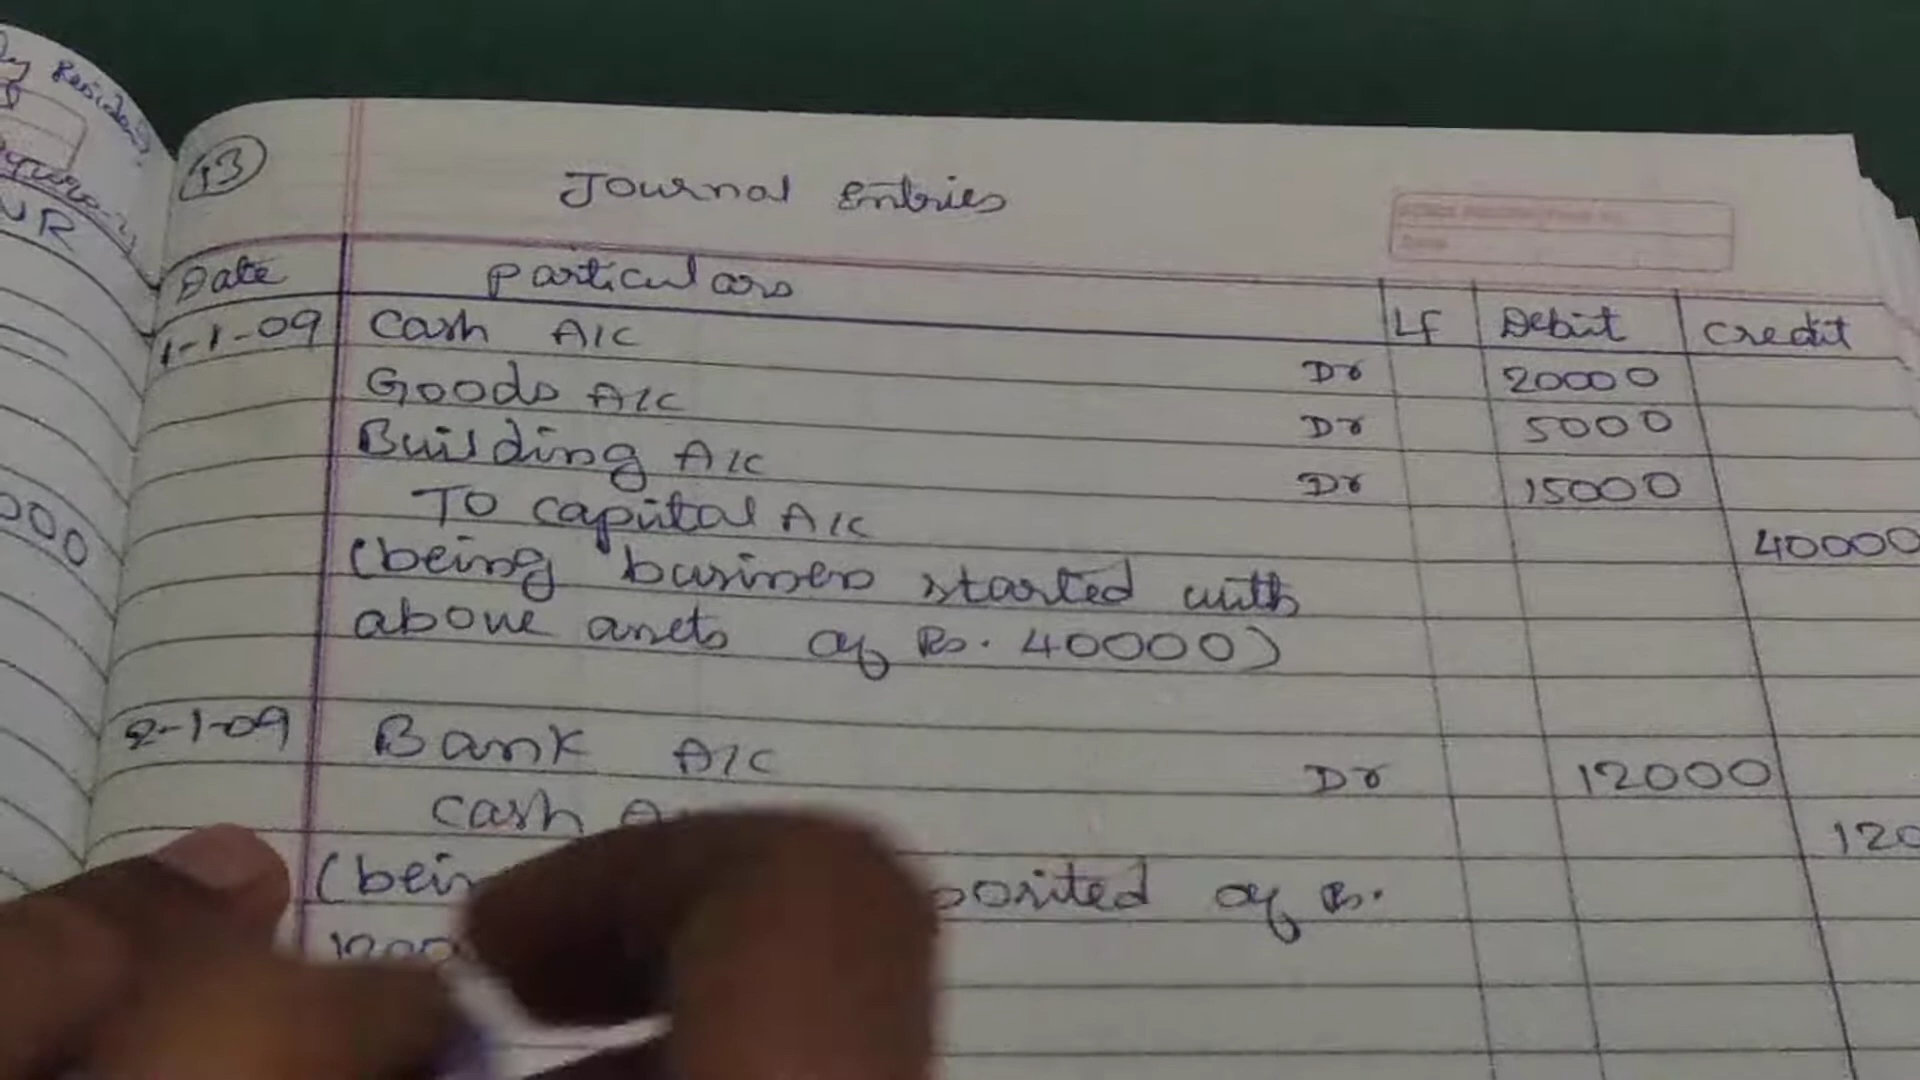 13
Journal Entries
Date Particulars LF Debit Credit
1-1-09 Cash A/C Dr 20000
Goods A/C Dr 5000
Building A/C Dr 15000
To capital A/C 40000
(being business started with
above assets of Rs. 40000)
2-1-09 Bank A/C Dr 12000
Cash
of Rs.
000